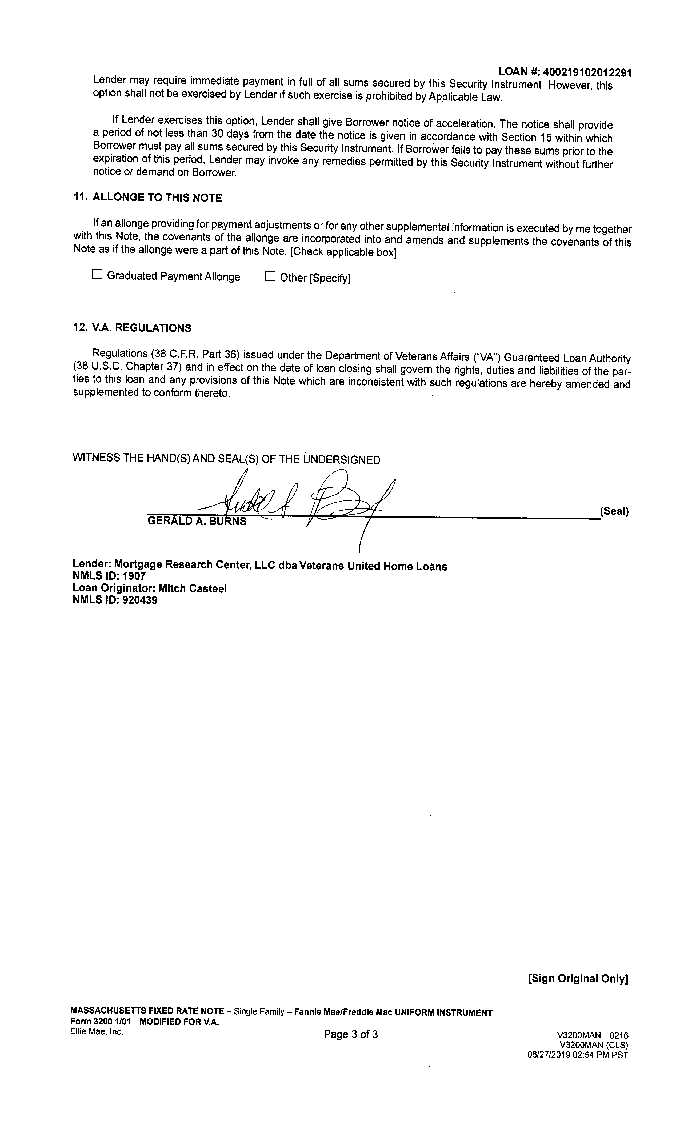 LOAN #: 400219102012291
Lender may require immediate payment in full of all sums secured by this Security Instrument. However, this
option shall not be exercised by Lender if such exercise is prohibited by Applicable Law.
If Lender exercises this option, Lender shall give Borrower notice of acceleration. The notice shall provide
a period of not less than 30 days from the date the notice is given in accordance with Section 15 within which
Borrower must pay all sums secured by this Security Instrument. If Borrower fails to pay these sums prior to the
expiration of this period, Lender may invoke any remedies permitted by this Security Instrument without further
notice or demand on Borrower.
11. ALLONGE TO THIS NOTE
If an allonge providing for payment adjustments or for any other supplemental information is executed by me together
with this Note, the covenants of the allonge are incorporated into and amends and supplements the covenants of this
Note as if the allonge were a part of this Note. [Check applicable box]
☐ Graduated Payment Allonge ☐ Other [Specify]
12. V.A. REGULATIONS
Regulations (38 C.F.R. Part 36) issued under the Department of Veterans Affairs ("VA") Guaranteed Loan Authority
(38 U.S.C. Chapter 37) and in effect on the date of loan closing shall govern the rights, duties and liabilities of the par-
ties to this loan and any provisions of this Note which are inconsistent with such regulations are hereby amended and
supplemented to conform thereto.
WITNESS THE HAND(S) AND SEAL(S) OF THE UNDERSIGNED
(Seal)
GERALD A. BURNS
Lender: Mortgage Research Center, LLC dba Veterans United Home Loans
NMLS ID: 1907
Loan Originator: Mitch Casteel
NMLS ID: 920439
[Sign Original Only]
MASSACHUSETTS FIXED RATE NOTE – Single Family – Fannie Mae/Freddie Mac UNIFORM INSTRUMENT
Form 3200 1/01 MODIFIED FOR V.A.
Ellie Mae, Inc.
Page 3 of 3
V3200MAN 0216
V3200MAN (CLS)
08/27/2019 02:54 PM PST